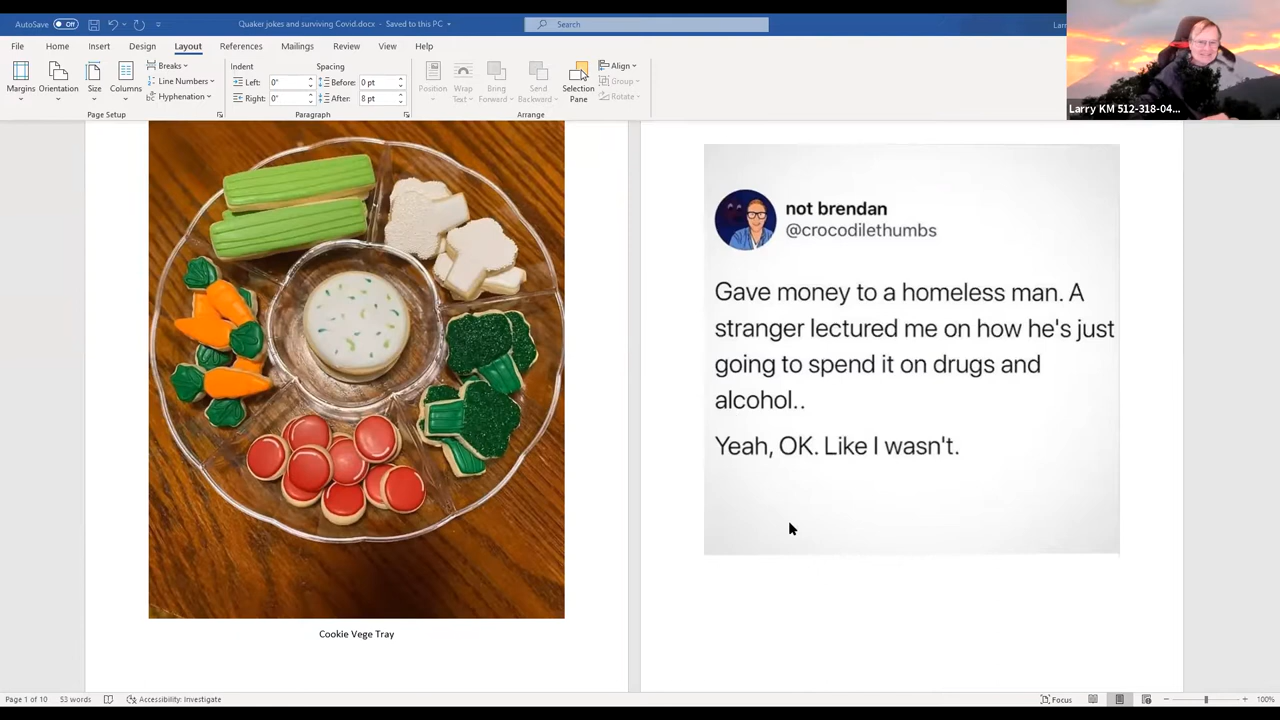 AutoSave Off Quaker jokes and surviving Covid.docx - Saved to this PC Search Lar
File Home Insert Design Layout References Mailings Review View Help
Margins Orientation Size Columns Breaks Line Numbers Hyphenation
Page Setup
Indent Spacing
Left: 0" Before: 0 pt
Right: 0" After: 8 pt
Paragraph
Position Wrap Text Bring Forward Send Backward Selection Pane Align Group Rotate
Arrange
Larry KM 512-318-04...
Cookie Vege Tray
not brendan
@crocodilethumbs
Gave money to a homeless man. A
stranger lectured me on how he's just
going to spend it on drugs and
alcohol..
Yeah, OK. Like I wasn't.
Page 1 of 10 53 words Accessibility: Investigate Focus 100%